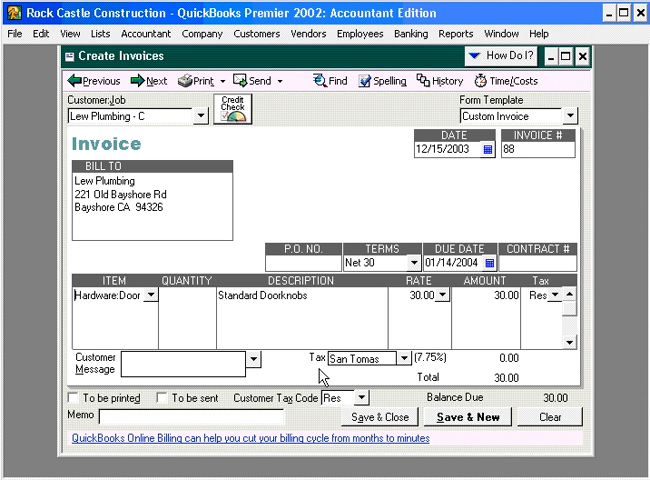 Rock Castle Construction - QuickBooks Premier 2002: Accountant Edition
File Edit View Lists Accountant Company Customers Vendors Employees Banking Reports Window Help
Create Invoices How Do I?
Previous Next Print Send Find Spelling History Time/Costs
Customer:Job Credit Check Form Template
Lew Plumbing - C Custom Invoice
Invoice DATE INVOICE #
12/15/2003 88
BILL TO
Lew Plumbing
221 Old Bayshore Rd
Bayshore CA 94326
P.O. NO. TERMS DUE DATE CONTRACT #
Net 30 01/14/2004
ITEM QUANTITY DESCRIPTION RATE AMOUNT Tax
Hardware:Door Standard Doorknobs 30.00 30.00 Res
Customer Message Tax San Tomas (7.75%) 0.00
Total 30.00
To be printed To be sent Customer Tax Code Res Balance Due 30.00
Memo Save & Close Save & New Clear
QuickBooks Online Billing can help you cut your billing cycle from months to minutes